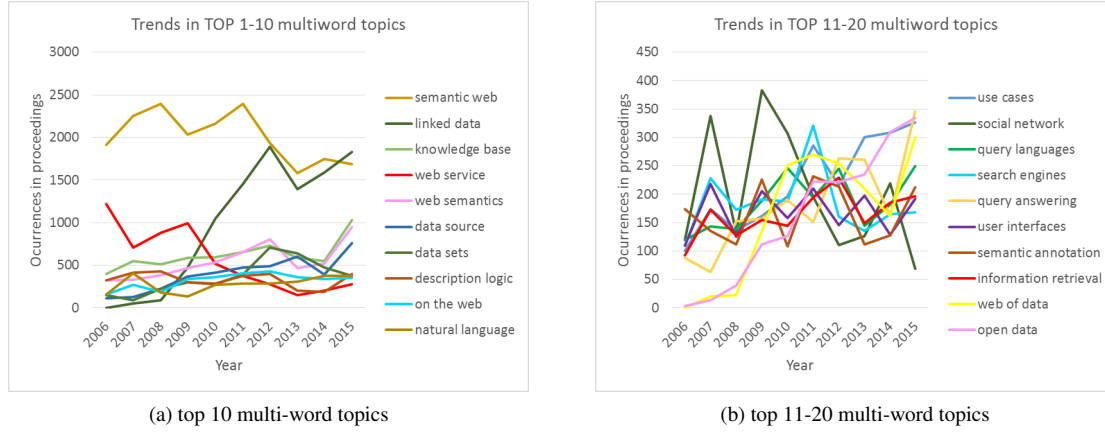 Trends in TOP 1-10 multiword topics
Ocurrences in proceedings
3000
2500
2000
1500
1000
500
0
2006
2007
2008
2009
2010
2011
2012
2013
2014
2015
Year
semantic web
linked data
knowledge base
web service
web semantics
data source
data sets
description logic
on the web
natural language
(a) top 10 multi-word topics
Trends in TOP 11-20 multiword topics
Ocurrences in proceedings
450
400
350
300
250
200
150
100
50
0
2006
2007
2008
2009
2010
2011
2012
2013
2014
2015
Year
use cases
social network
query languages
search engines
query answering
user interfaces
semantic annotation
information retrieval
web of data
open data
(b) top 11-20 multi-word topics